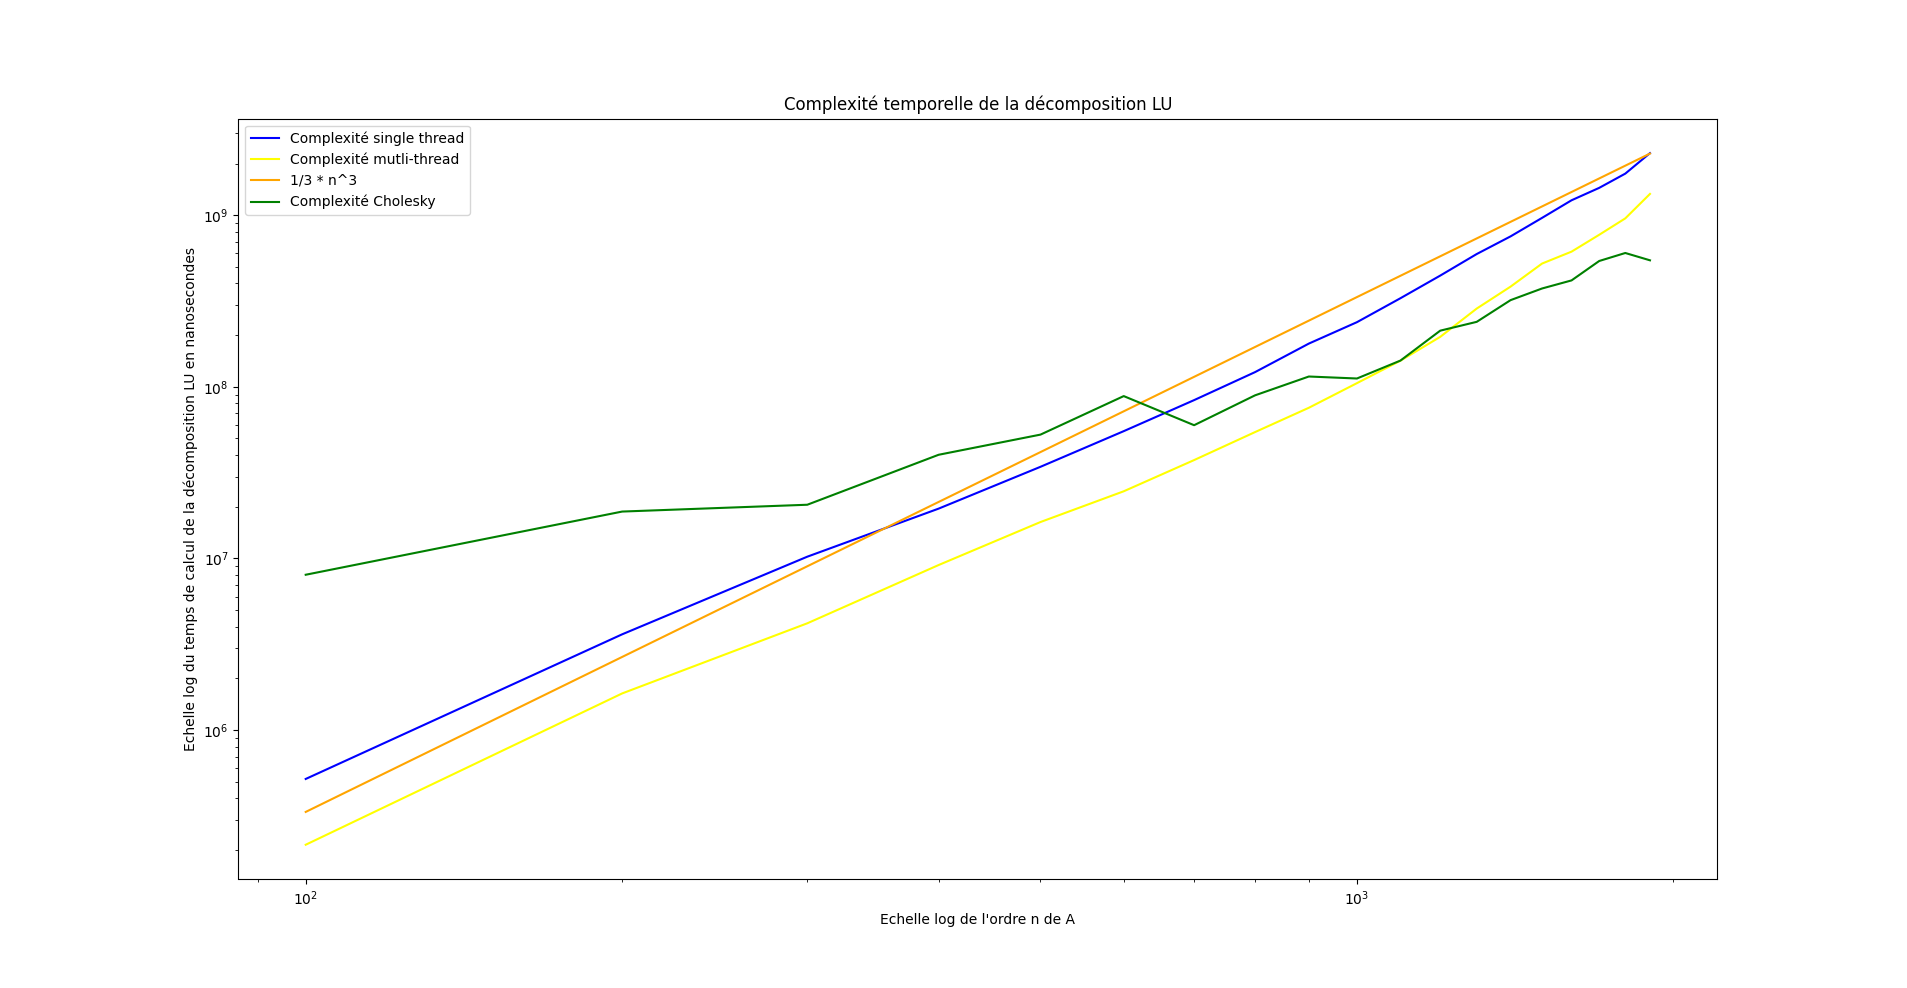 Complexité temporelle de la décomposition LU
Complexité single thread
Complexité mutli-thread
1/3 * n^3
Complexité Cholesky
Echelle log du temps de calcul de la décomposition LU en nanosecondes
10^9
10^8
10^7
10^6
10^2
10^3
Echelle log de l'ordre n de A